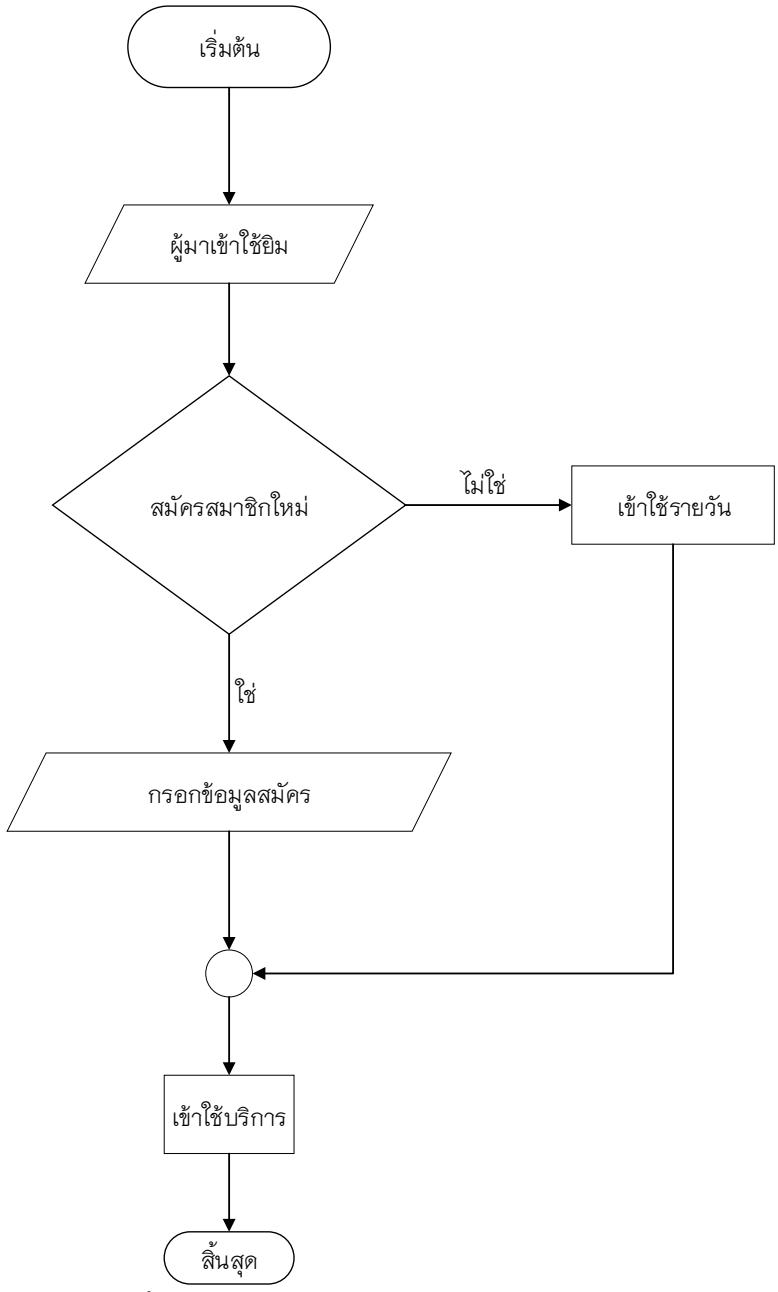 เริ่มต้น
ผู้มาเข้าใช้ยิม
สมัครสมาชิกใหม่
ไม่ใช่
เข้าใช้รายวัน
ใช่
กรอกข้อมูลสมัคร
เข้าใช้บริการ
สิ้นสุด